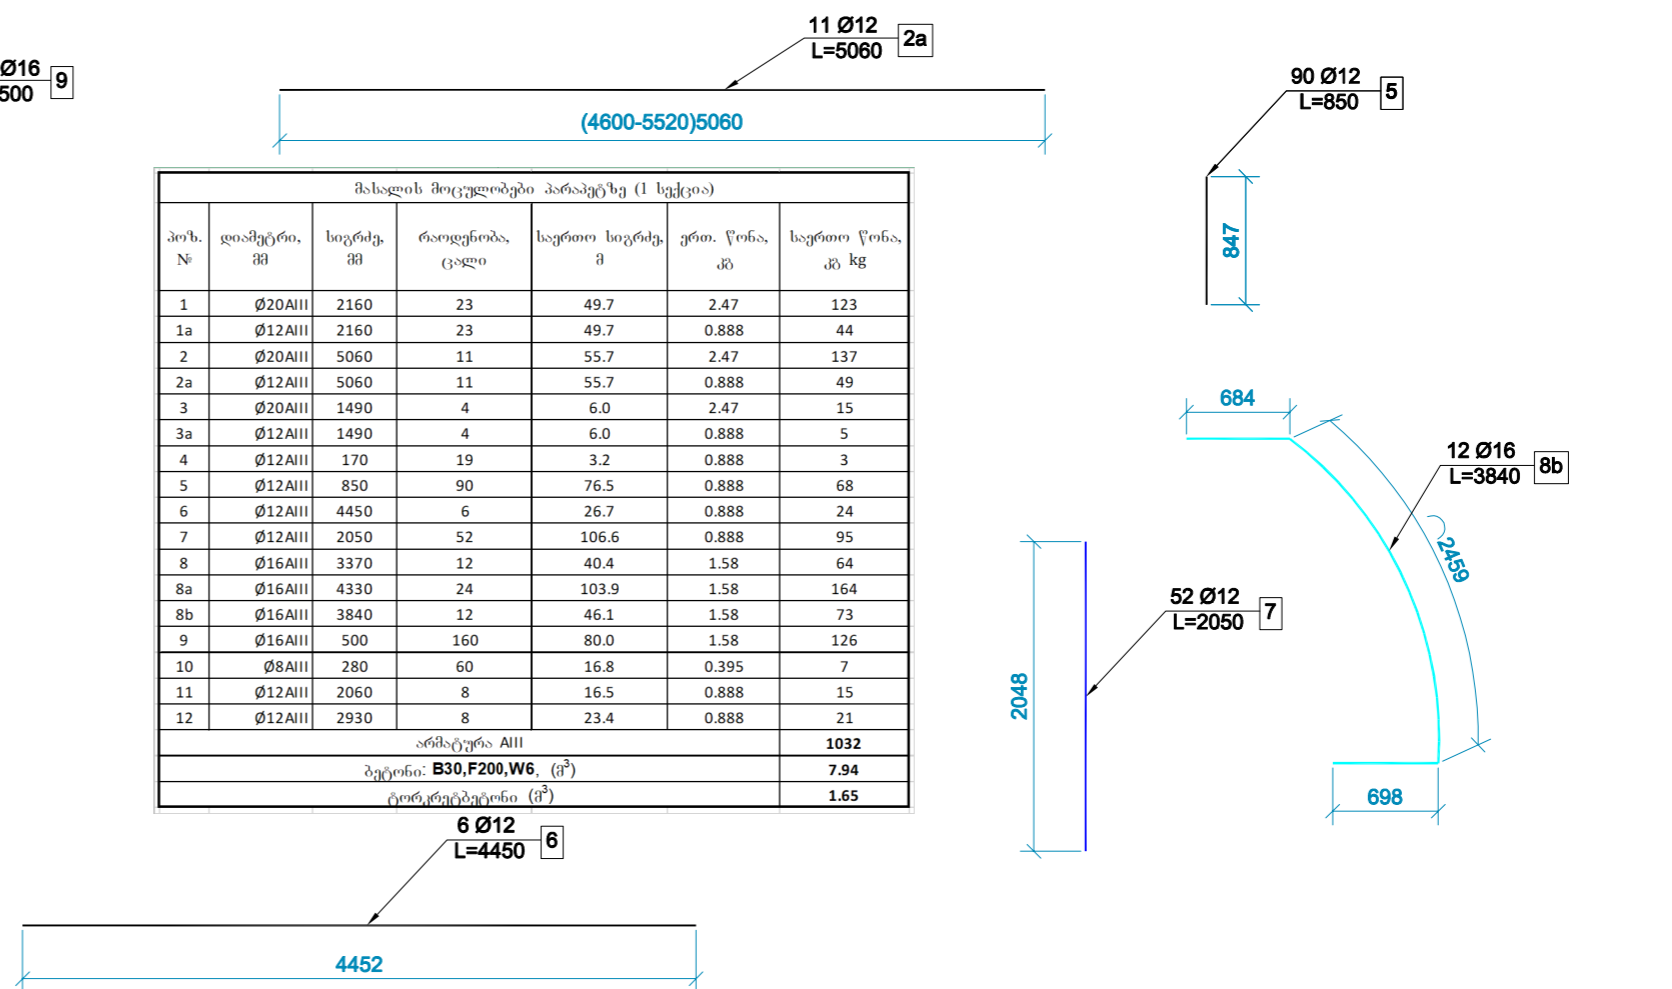 11 Ø12
L=5060 2a
Ø16
500 9
90 Ø12
L=850 5
(4600-5520)5060
847
მასალის მოცულობები პარაპეტზე (1 სექცია)
პოზ. № დიამეტრი, მმ სიგრძე, მმ რაოდენობა, ცალი საერთო სიგრძე, მ ერთ. წონა, კგ საერთო წონა, კგ kg
1 Ø20AIII 2160 23 49.7 2.47 123
1a Ø12AIII 2160 23 49.7 0.888 44
2 Ø20AIII 5060 11 55.7 2.47 137
2a Ø12AIII 5060 11 55.7 0.888 49
3 Ø20AIII 1490 4 6.0 2.47 15
3a Ø12AIII 1490 4 6.0 0.888 5
4 Ø12AIII 170 19 3.2 0.888 3
5 Ø12AIII 850 90 76.5 0.888 68
6 Ø12AIII 4450 6 26.7 0.888 24
7 Ø12AIII 2050 52 106.6 0.888 95
8 Ø16AIII 3370 12 40.4 1.58 64
8a Ø16AIII 4330 24 103.9 1.58 164
8b Ø16AIII 3840 12 46.1 1.58 73
9 Ø16AIII 500 160 80.0 1.58 126
10 Ø8AIII 280 60 16.8 0.395 7
11 Ø12AIII 2060 8 16.5 0.888 15
12 Ø12AIII 2930 8 23.4 0.888 21
არმატურა AIII 1032
ბეტონი: B30,F200,W6, (მ³) 7.94
ტორკრეტბეტონი (მ³) 1.65
684
12 Ø16
L=3840 8b
2459
698
52 Ø12
L=2050 7
2048
6 Ø12
L=4450 6
4452